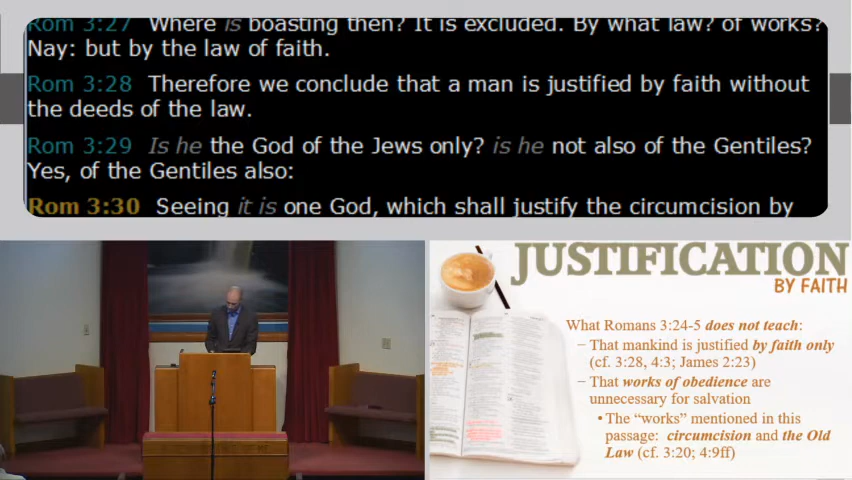 Rom 3:27 Where is boasting then? It is excluded. By what law? of works?
Nay: but by the law of faith.
Rom 3:28 Therefore we conclude that a man is justified by faith without
the deeds of the law.
Rom 3:29 Is he the God of the Jews only? is he not also of the Gentiles?
Yes, of the Gentiles also:
Rom 3:30 Seeing it is one God, which shall justify the circumcision by
JUSTIFICATION
BY FAITH
What Romans 3:24-5 does not teach:
– That mankind is justified by faith only
(cf. 3:28, 4:3; James 2:23)
– That works of obedience are
unnecessary for salvation
• The “works” mentioned in this
passage: circumcision and the Old
Law (cf. 3:20; 4:9ff)